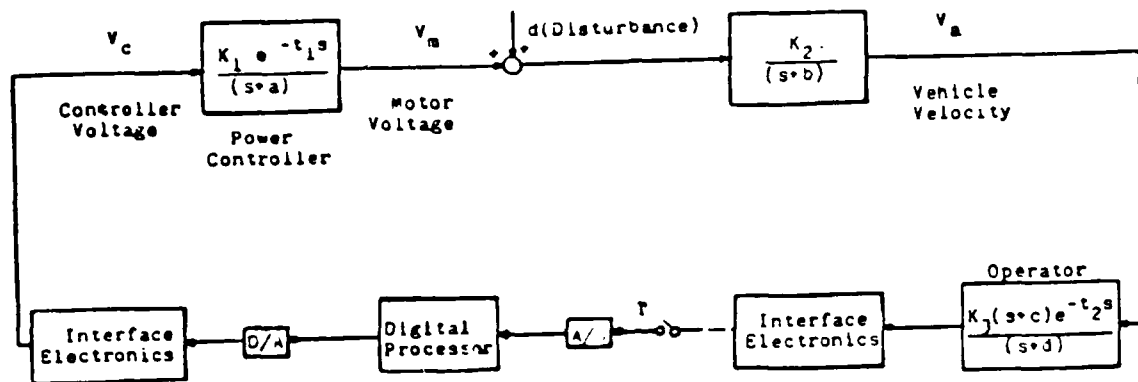 V_c
K_1 e^{-t_1 s}
(s+a)
V_m
d(Disturbance)
K_2
(s+b)
V_a
Controller
Voltage
Power
Controller
Motor
Voltage
Vehicle
Velocity
Operator
K_3(s+c)e^{-t_2 s}
(s+d)
Interface
Electronics
T
A/
Digital
Processor
D/A
Interface
Electronics